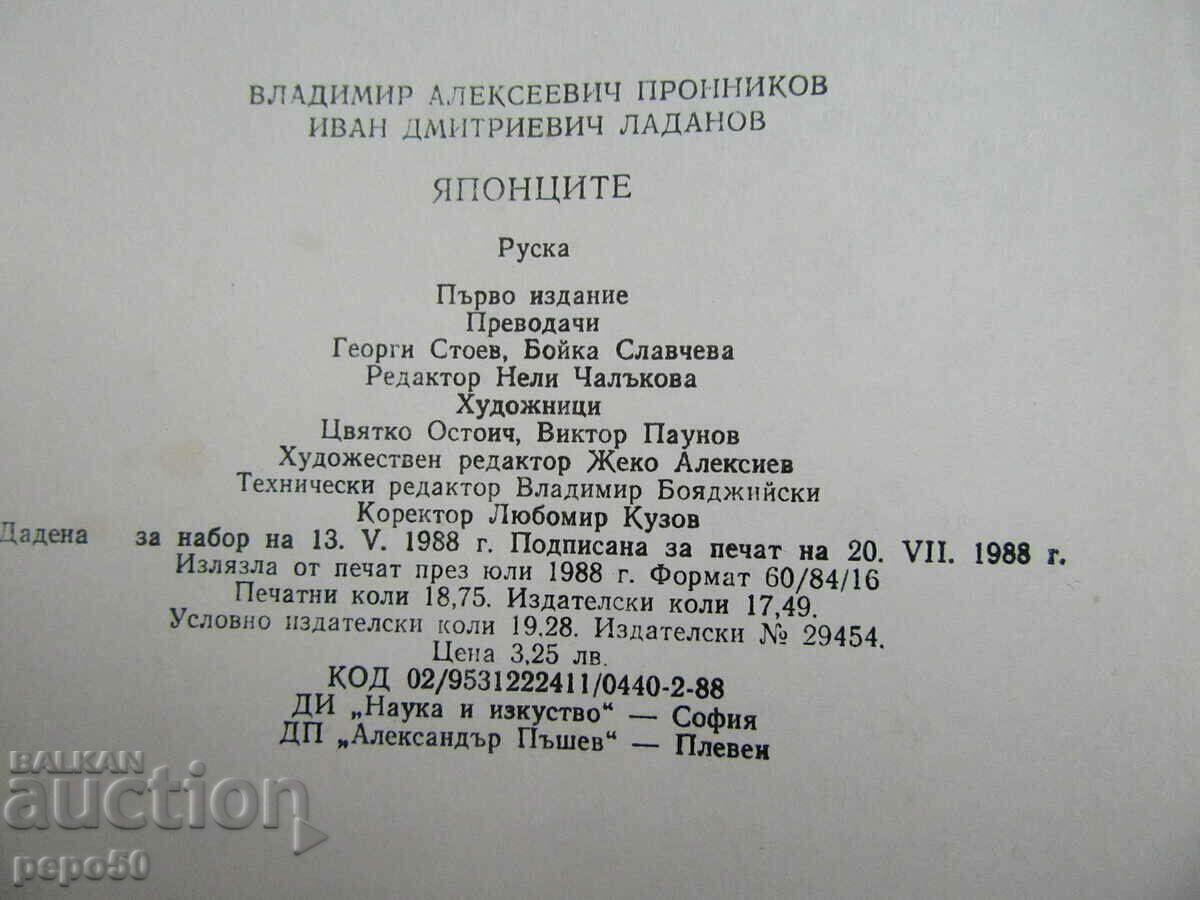 ВЛАДИМИР АЛЕКСЕЕВИЧ ПРОННИКОВ
ИВАН ДМИТРИЕВИЧ ЛАДАНОВ
ЯПОНЦИТЕ
Руска
Първо издание
Преводачи
Георги Стоев, Бойка Славчева
Редактор Нели Чалъкова
Художници
Цвятко Остоич, Виктор Паунов
Художествен редактор Жеко Алексиев
Технически редактор Владимир Бояджийски
Коректор Любомир Кузов
Дадена за набор на 13. V. 1988 г. Подписана за печат на 20. VII. 1988 г.
Излязла от печат през юли 1988 г. Формат 60/84/16
Печатни коли 18,75. Издателски коли 17,49.
Условно издателски коли 19.28. Издателски № 29454.
Цена 3,25 лв.
КОД 02/9531222411/0440-2-88
ДИ „Наука и изкуство“ — София
ДП „Александър Пъшев“ — Плевен
BALKAN
auction
pepo50